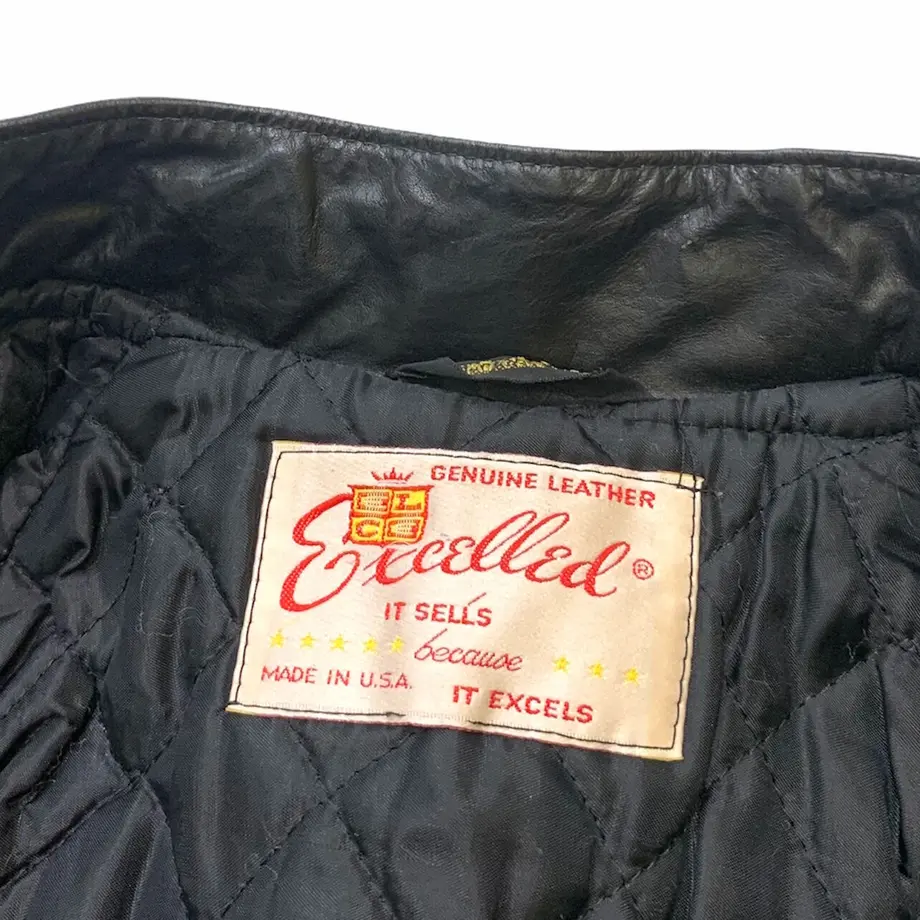 GENUINE LEATHER
Excelled ®
IT SELLS
because
MADE IN U.S.A.
IT EXCELS